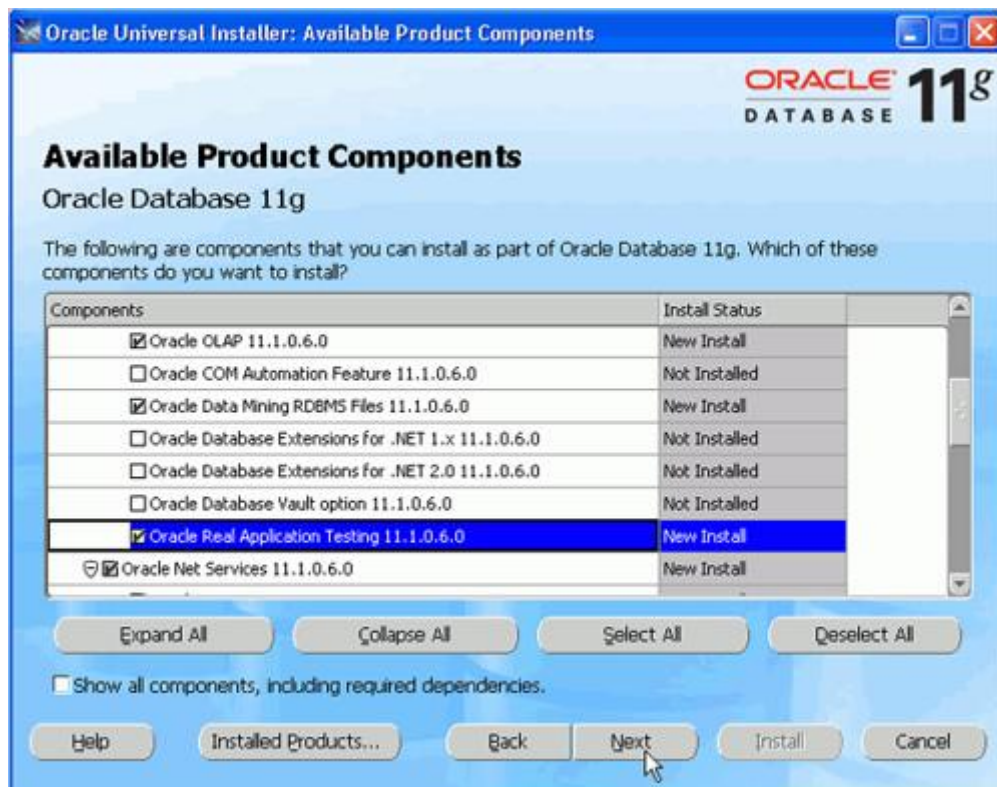 Oracle Universal Installer: Available Product Components
ORACLE 11g
DATABASE
Available Product Components
Oracle Database 11g
The following are components that you can install as part of Oracle Database 11g. Which of these
components do you want to install?
Components Install Status
Oracle OLAP 11.1.0.6.0 New Install
Oracle COM Automation Feature 11.1.0.6.0 Not Installed
Oracle Data Mining RDBMS Files 11.1.0.6.0 New Install
Oracle Database Extensions for .NET 1.x 11.1.0.6.0 Not Installed
Oracle Database Extensions for .NET 2.0 11.1.0.6.0 Not Installed
Oracle Database Vault option 11.1.0.6.0 Not Installed
Oracle Real Application Testing 11.1.0.6.0 New Install
Oracle Net Services 11.1.0.6.0 New Install
Expand All Collapse All Select All Deselect All
Show all components, including required dependencies.
Help Installed Products... Back Next Install Cancel